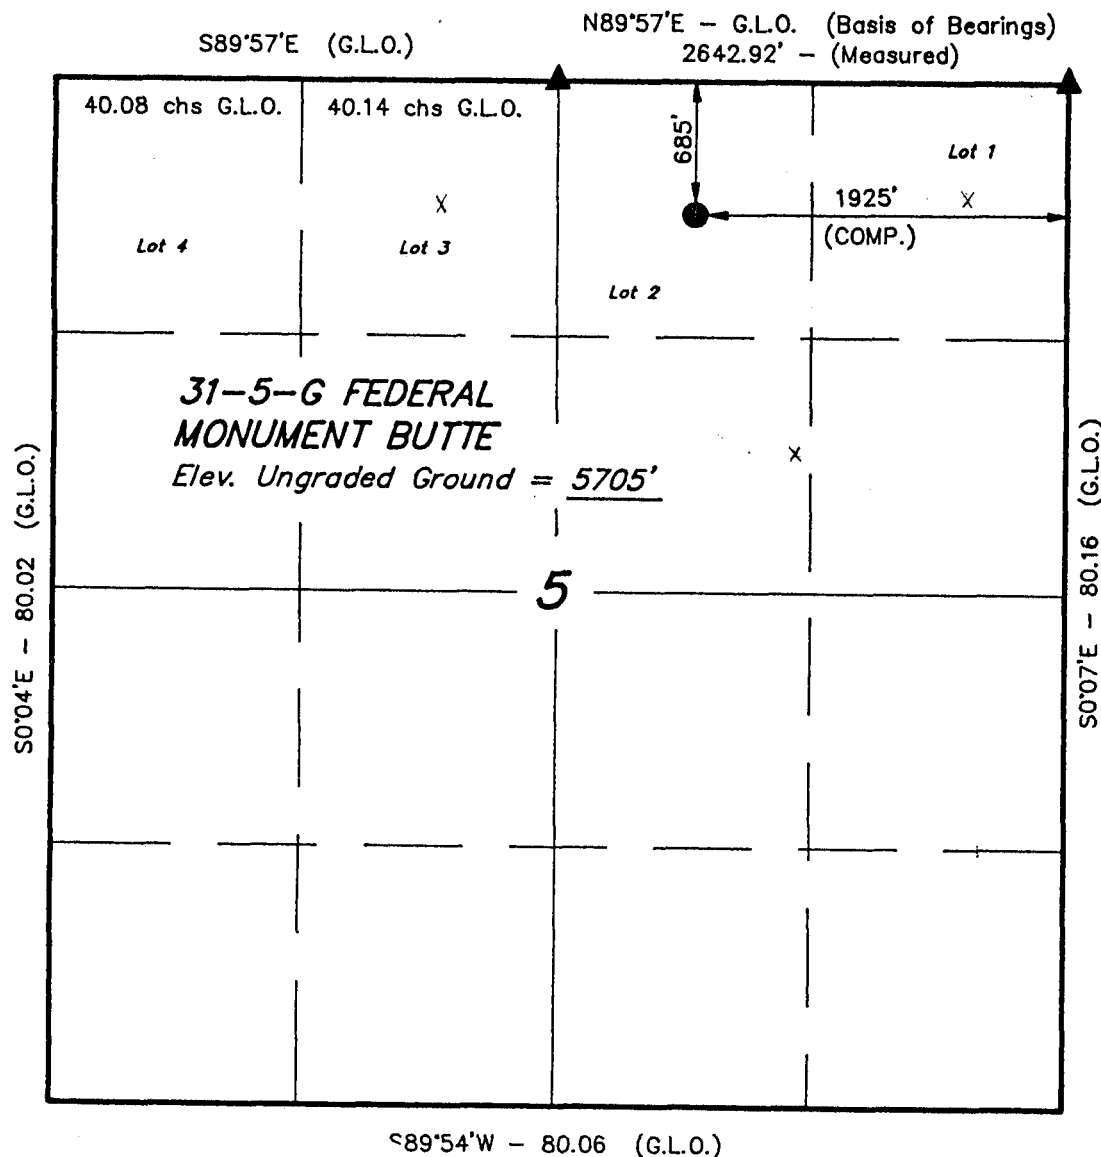 S89°57'E (G.L.O.)
N89°57'E – G.L.O. (Basis of Bearings)
2642.92' – (Measured)
40.08 chs G.L.O.
40.14 chs G.L.O.
685'
Lot 1
1925'
(COMP.)
Lot 4
Lot 3
Lot 2
31–5–G FEDERAL
MONUMENT BUTTE
Elev. Ungraded Ground = 5705'
S0°04'E – 80.02 (G.L.O.)
S0°07'E – 80.16 (G.L.O.)
5
S89°54'W – 80.06 (G.L.O.)